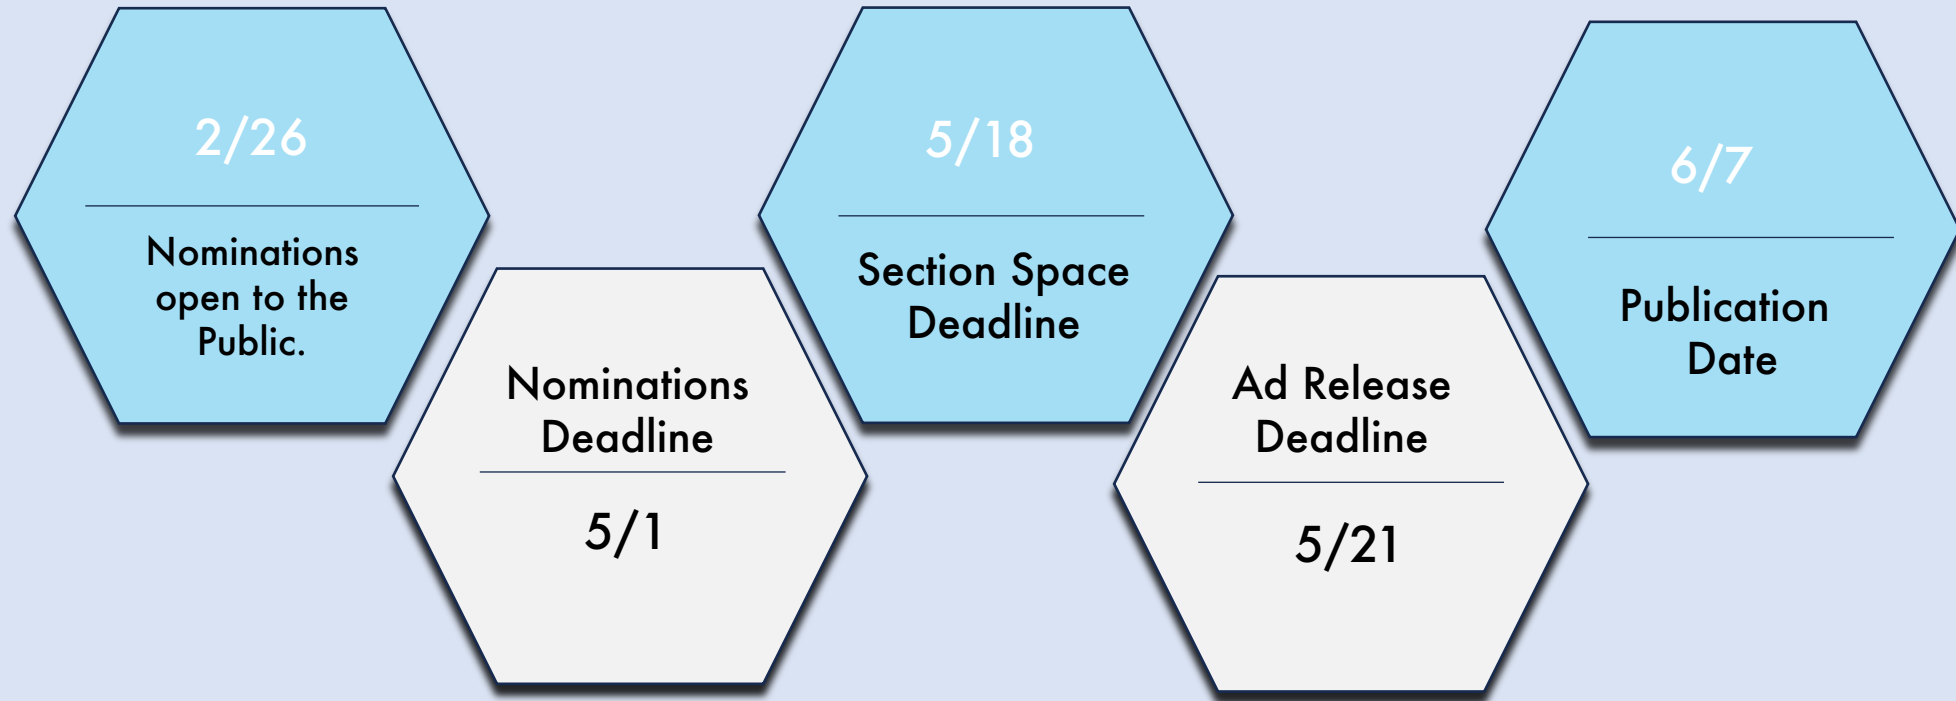 2/26
Nominations
open to the
Public.
Nominations
Deadline
5/1
5/18
Section Space
Deadline
Ad Release
Deadline
5/21
6/7
Publication
Date